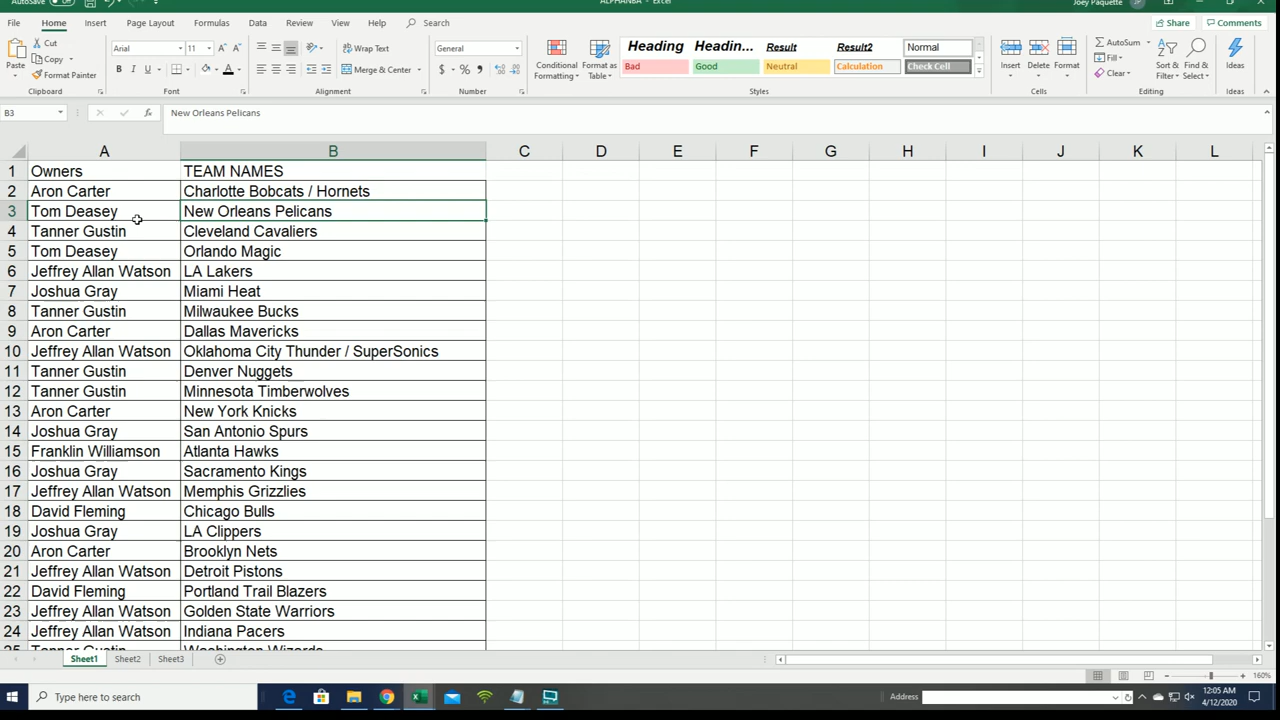 AutoSave Off ALPHANBA - Excel Joey Paquette JP
File Home Insert Page Layout Formulas Data Review View Help Search Share Comments
Paste Cut Copy Format Painter Clipboard
Arial 11 A A B I U A Font
Wrap Text Merge & Center Alignment
General $ % Number
Conditional Formatting Format as Table
Heading Headin... Result Result2 Normal
Bad Good Neutral Calculation Check Cell
Styles
Insert Delete Format Cells
AutoSum Fill Clear Sort & Filter Find & Select Editing
Ideas Ideas
B3 fx New Orleans Pelicans
A B C D E F G H I J K L
1 Owners TEAM NAMES
2 Aron Carter Charlotte Bobcats / Hornets
3 Tom Deasey New Orleans Pelicans
4 Tanner Gustin Cleveland Cavaliers
5 Tom Deasey Orlando Magic
6 Jeffrey Allan Watson LA Lakers
7 Joshua Gray Miami Heat
8 Tanner Gustin Milwaukee Bucks
9 Aron Carter Dallas Mavericks
10 Jeffrey Allan Watson Oklahoma City Thunder / SuperSonics
11 Tanner Gustin Denver Nuggets
12 Tanner Gustin Minnesota Timberwolves
13 Aron Carter New York Knicks
14 Joshua Gray San Antonio Spurs
15 Franklin Williamson Atlanta Hawks
16 Joshua Gray Sacramento Kings
17 Jeffrey Allan Watson Memphis Grizzlies
18 David Fleming Chicago Bulls
19 Joshua Gray LA Clippers
20 Aron Carter Brooklyn Nets
21 Jeffrey Allan Watson Detroit Pistons
22 David Fleming Portland Trail Blazers
23 Jeffrey Allan Watson Golden State Warriors
24 Jeffrey Allan Watson Indiana Pacers
25 Tanner Gustin Washington Wizards
Sheet1 Sheet2 Sheet3
160%
Type here to search Address 12:05 AM
4/12/2020